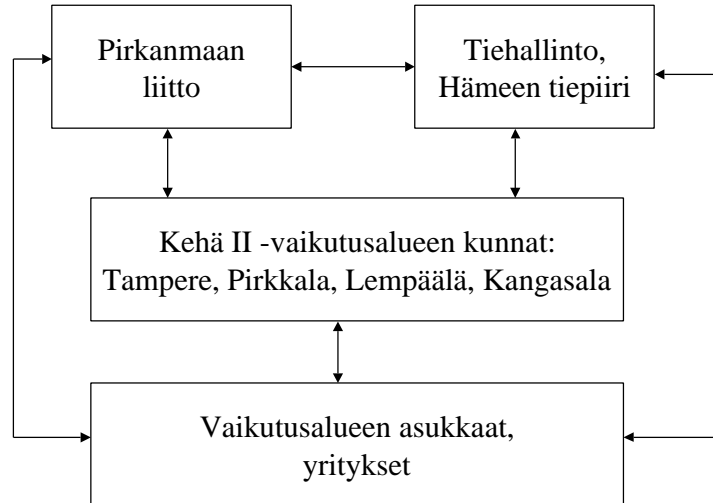 Pirkanmaan
liitto
Tiehallinto,
Hämeen tiepiiri
Kehä II -vaikutusalueen kunnat:
Tampere, Pirkkala, Lempäälä, Kangasala
Vaikutusalueen asukkaat,
yritykset